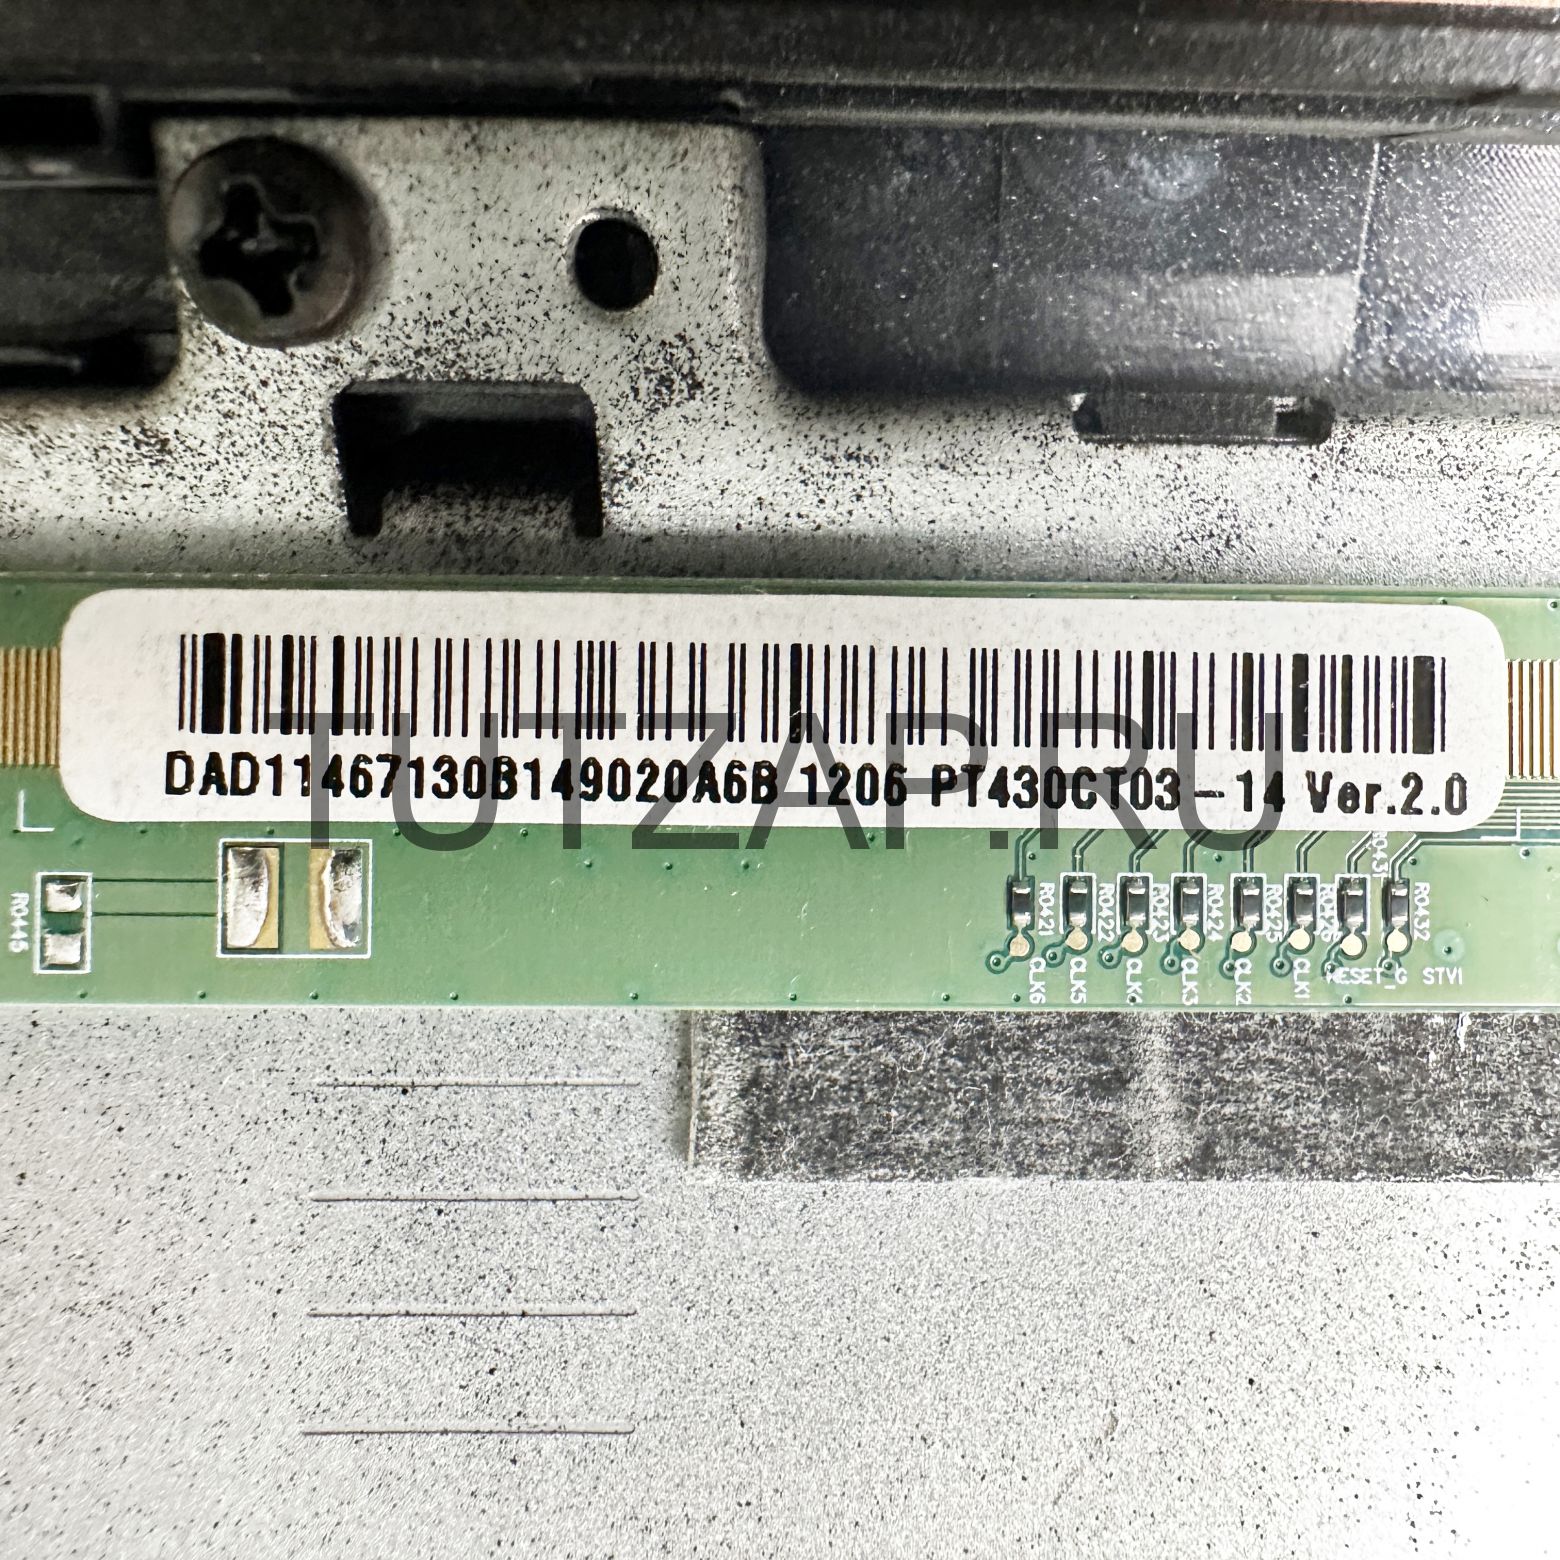 DAD11467130B149020A6B 1206 PT430CT03-14 Ver.2.0
TUTZAP.RU
R0431
R0445
R0421
R0422
R0423
R0424
R0425
R0426
R0432
CLK6
CLK5
CLK4
CLK3
CLK2
CLK1
RESET_G STV1